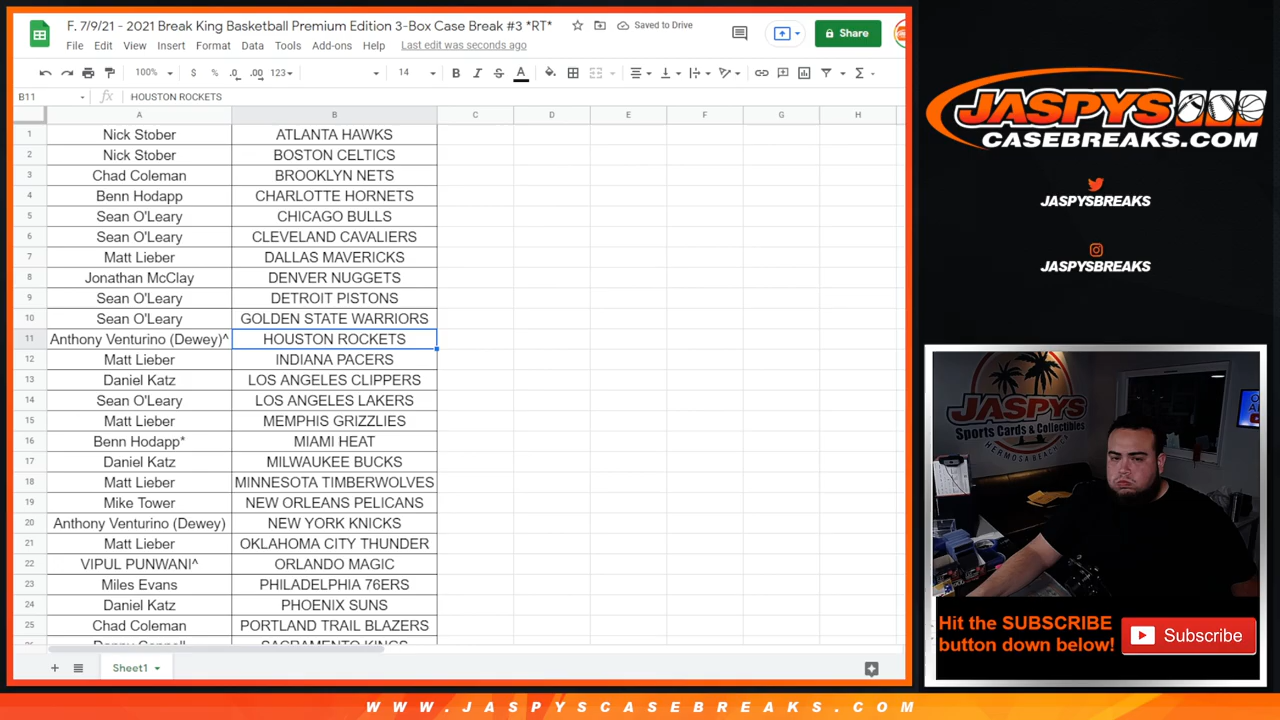 F. 7/9/21 - 2021 Break King Basketball Premium Edition 3-Box Case Break #3 *RT*
Saved to Drive
File Edit View Insert Format Data Tools Add-ons Help Last edit was seconds ago
Share
100% $ % .0 .00 123 14 B I S A
B11 fx HOUSTON ROCKETS
A B C D E F G H
1 Nick Stober ATLANTA HAWKS
2 Nick Stober BOSTON CELTICS
3 Chad Coleman BROOKLYN NETS
4 Benn Hodapp CHARLOTTE HORNETS
5 Sean O'Leary CHICAGO BULLS
6 Sean O'Leary CLEVELAND CAVALIERS
7 Matt Lieber DALLAS MAVERICKS
8 Jonathan McClay DENVER NUGGETS
9 Sean O'Leary DETROIT PISTONS
10 Sean O'Leary GOLDEN STATE WARRIORS
11 Anthony Venturino (Dewey)^ HOUSTON ROCKETS
12 Matt Lieber INDIANA PACERS
13 Daniel Katz LOS ANGELES CLIPPERS
14 Sean O'Leary LOS ANGELES LAKERS
15 Matt Lieber MEMPHIS GRIZZLIES
16 Benn Hodapp* MIAMI HEAT
17 Daniel Katz MILWAUKEE BUCKS
18 Matt Lieber MINNESOTA TIMBERWOLVES
19 Mike Tower NEW ORLEANS PELICANS
20 Anthony Venturino (Dewey) NEW YORK KNICKS
21 Matt Lieber OKLAHOMA CITY THUNDER
22 VIPUL PUNWANI^ ORLANDO MAGIC
23 Miles Evans PHILADELPHIA 76ERS
24 Daniel Katz PHOENIX SUNS
25 Chad Coleman PORTLAND TRAIL BLAZERS
SACRAMENTO KINGS
Sheet1
JASPYS
CASEBREAKS.COM
JASPYSBREAKS
JASPYSBREAKS
JASPYS
Sports Cards & Collectibles
HERMOSA BEACH, CA
Hit the SUBSCRIBE
button down below!
Subscribe
WWW.JASPYSCASEBREAKS.COM